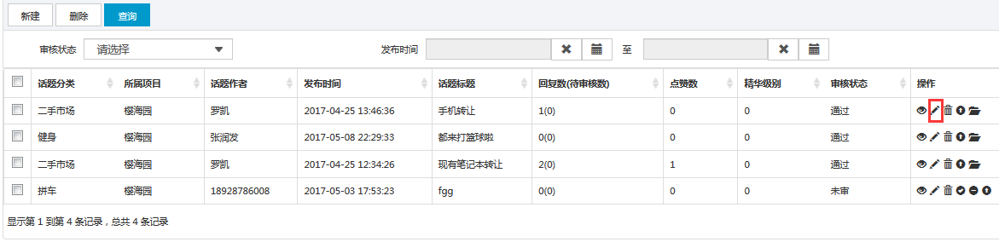 新建 删除 查询
审核状态 请选择 发布时间 至
话题分类 所属项目 话题作者 发布时间 话题标题 回复数(待审核数) 点赞数 精华级别 审核状态 操作
二手市场 樱海园 罗凯 2017-04-25 13:46:36 手机转让 1(0) 0 0 通过
健身 樱海园 张润发 2017-05-08 22:29:33 都来打篮球啦 0(0) 0 0 通过
二手市场 樱海园 罗凯 2017-04-25 12:34:26 现有笔记本转让 2(0) 1 0 通过
拼车 樱海园 18928786008 2017-05-03 17:53:23 fgg 0(0) 0 0 未审
显示第 1 到第 4 条记录，总共 4 条记录